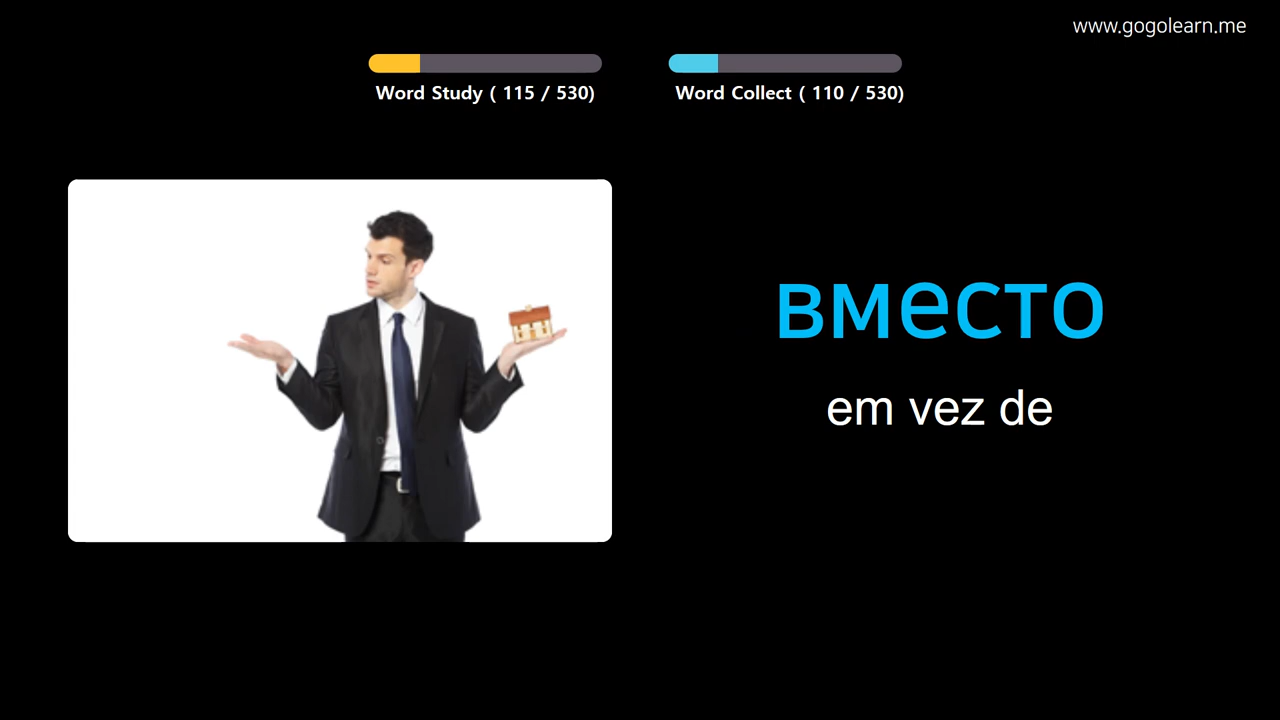 www.gogolearn.me
Word Study ( 115 / 530)
Word Collect ( 110 / 530)
вместо
em vez de